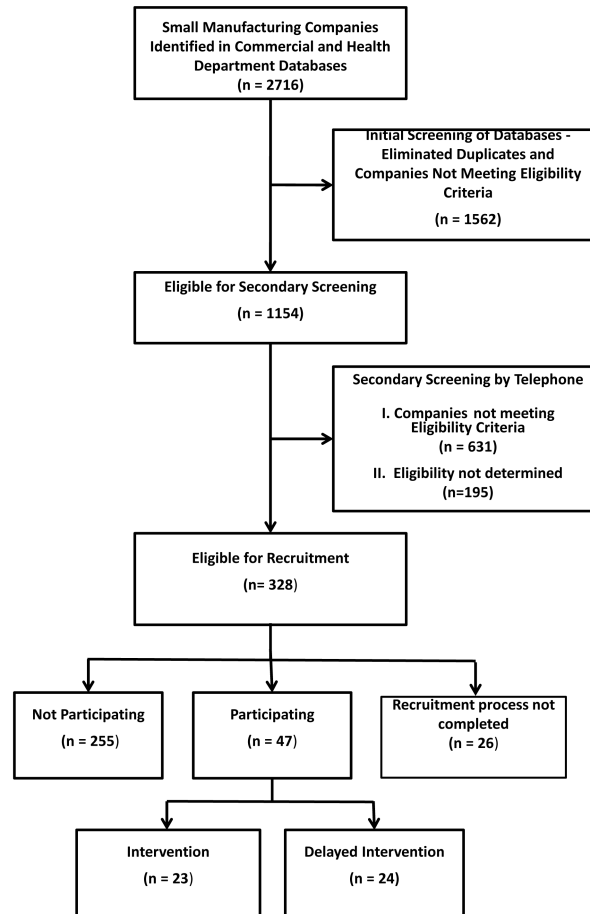 Small Manufacturing Companies
Identified in Commercial and Health
Department Databases
(n = 2716)
Initial Screening of Databases -
Eliminated Duplicates and
Companies Not Meeting Eligibility
Criteria
(n = 1562)
Eligible for Secondary Screening
(n = 1154)
Secondary Screening by Telephone
I. Companies not meeting
Eligibility Criteria
(n = 631)
II. Eligibility not determined
(n=195)
Eligible for Recruitment
(n= 328)
Not Participating
(n = 255)
Participating
(n = 47)
Recruitment process not
completed
(n = 26)
Intervention
(n = 23)
Delayed Intervention
(n = 24)